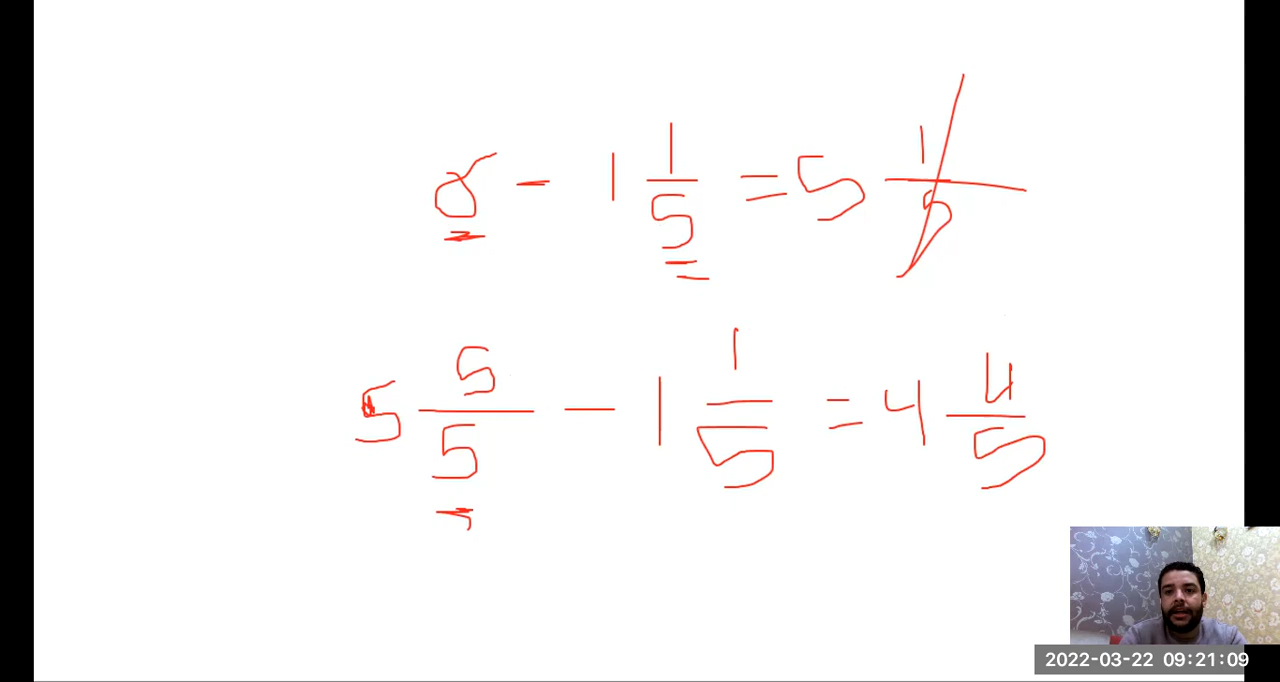 6 - 1 1/5 = 5 1/5
5 5/5 - 1 1/5 = 4 4/5
2022-03-22 09:21:09